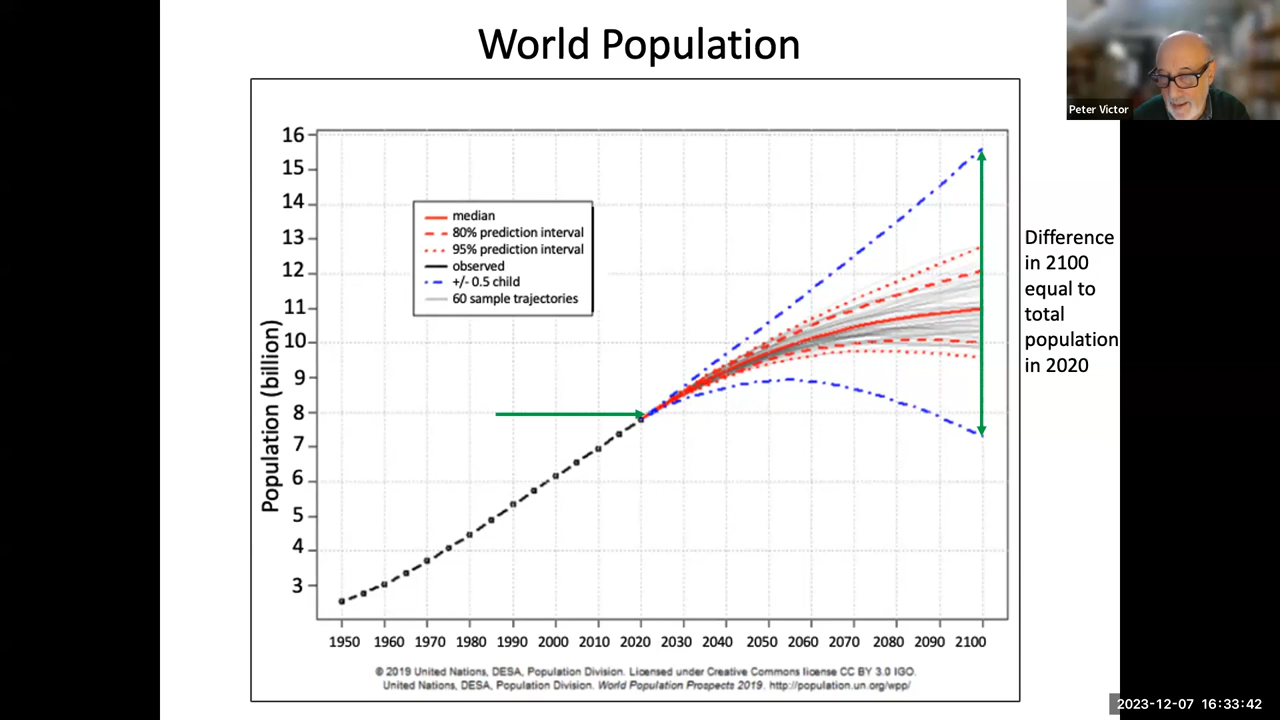 World Population
Peter Victor
16
15
14
13
12
11
10
9
8
7
6
5
4
3
Population (billion)
median
80% prediction interval
95% prediction interval
observed
+/- 0.5 child
60 sample trajectories
1950 1960 1970 1980 1990 2000 2010 2020 2030 2040 2050 2060 2070 2080 2090 2100
Difference
in 2100
equal to
total
population
in 2020
© 2019 United Nations, DESA, Population Division. Licensed under Creative Commons license CC BY 3.0 IGO.
United Nations, DESA, Population Division. World Population Prospects 2019. http://population.un.org/wpp/
2023-12-07 16:33:42